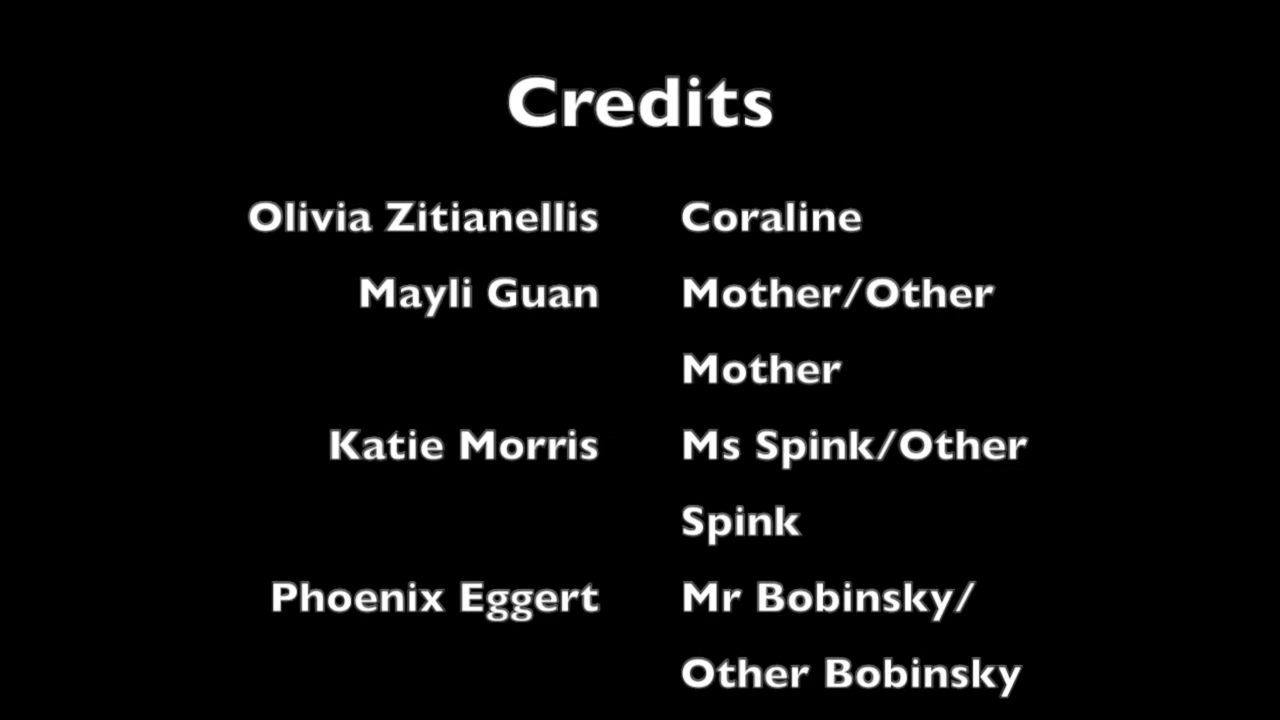 Credits
Olivia Zitianellis Coraline
Mayli Guan Mother/Other
Mother
Katie Morris Ms Spink/Other
Spink
Phoenix Eggert Mr Bobinsky/
Other Bobinsky